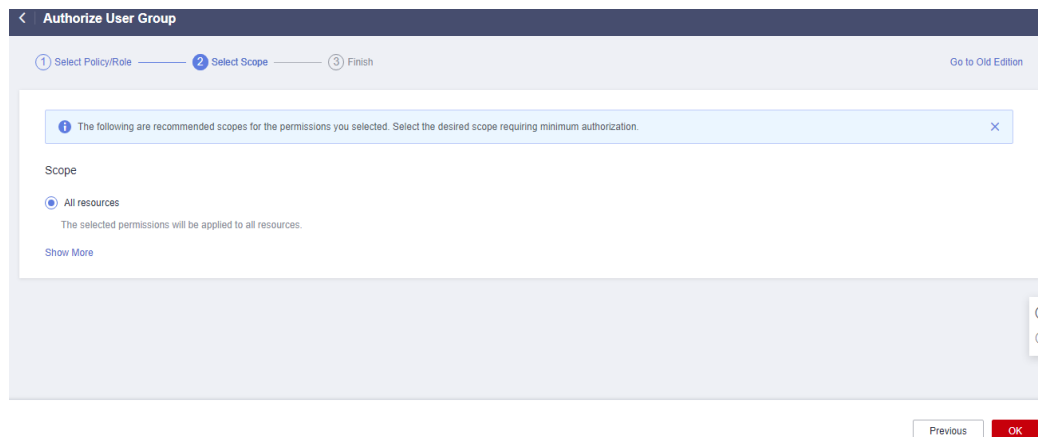 Authorize User Group
1 Select Policy/Role 2 Select Scope 3 Finish Go to Old Edition
The following are recommended scopes for the permissions you selected. Select the desired scope requiring minimum authorization.
Scope
All resources
The selected permissions will be applied to all resources.
Show More
Previous OK